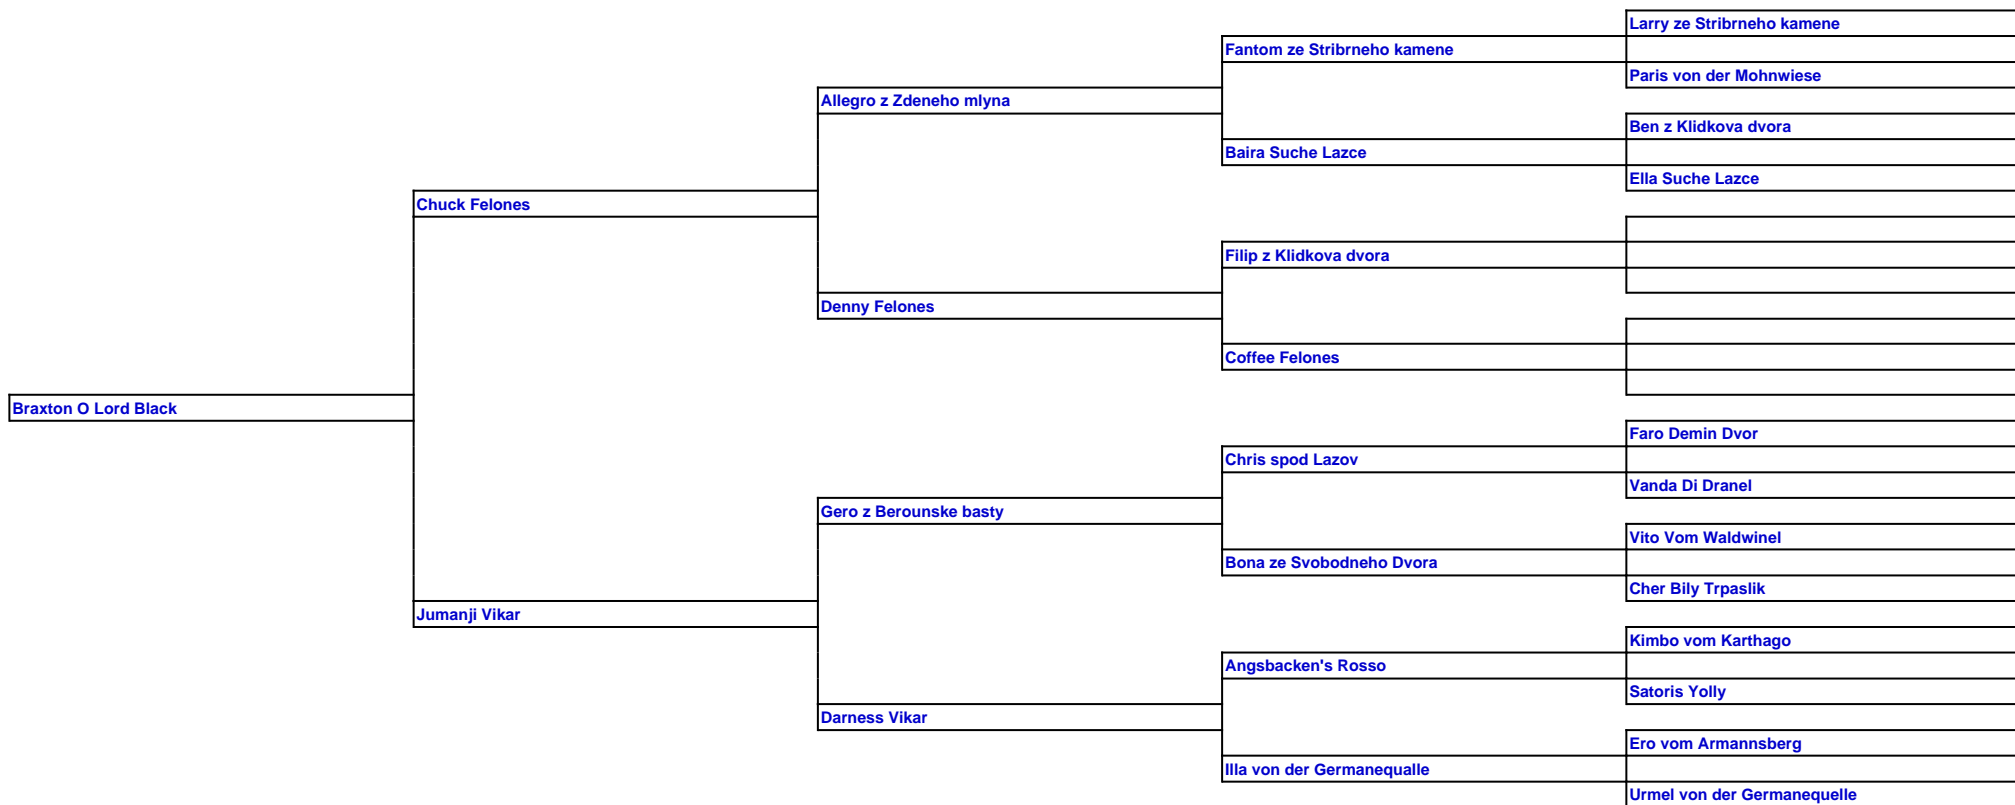 Larry ze Stribrneho kamene
Fantom ze Stribrneho kamene
Paris von der Mohnwiese
Allegro z Zdeneho mlyna
Ben z Klidkova dvora
Baira Suche Lazce
Ella Suche Lazce
Chuck Felones
Filip z Klidkova dvora
Denny Felones
Coffee Felones
Braxton O Lord Black
Faro Demin Dvor
Chris spod Lazov
Vanda Di Dranel
Gero z Berounske basty
Vito Vom Waldwinel
Bona ze Svobodneho Dvora
Cher Bily Trpaslik
Jumanji Vikar
Kimbo vom Karthago
Angsbacken's Rosso
Satoris Yolly
Darness Vikar
Ero vom Armannsberg
Illa von der Germanequalle
Urmel von der Germanequelle